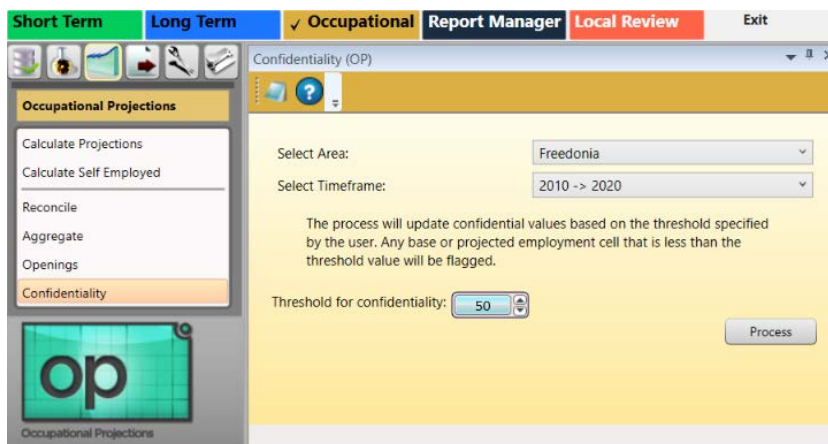 Short Term
Long Term
✓ Occupational
Report Manager
Local Review
Exit
Occupational Projections
Calculate Projections
Calculate Self Employed
Reconcile
Aggregate
Openings
Confidentiality
op
Occupational Projections
Confidentiality (OP)
Select Area:
Freedonia
Select Timeframe:
2010 -> 2020
The process will update confidential values based on the threshold specified
by the user. Any base or projected employment cell that is less than the
threshold value will be flagged.
Threshold for confidentiality:
50
Process